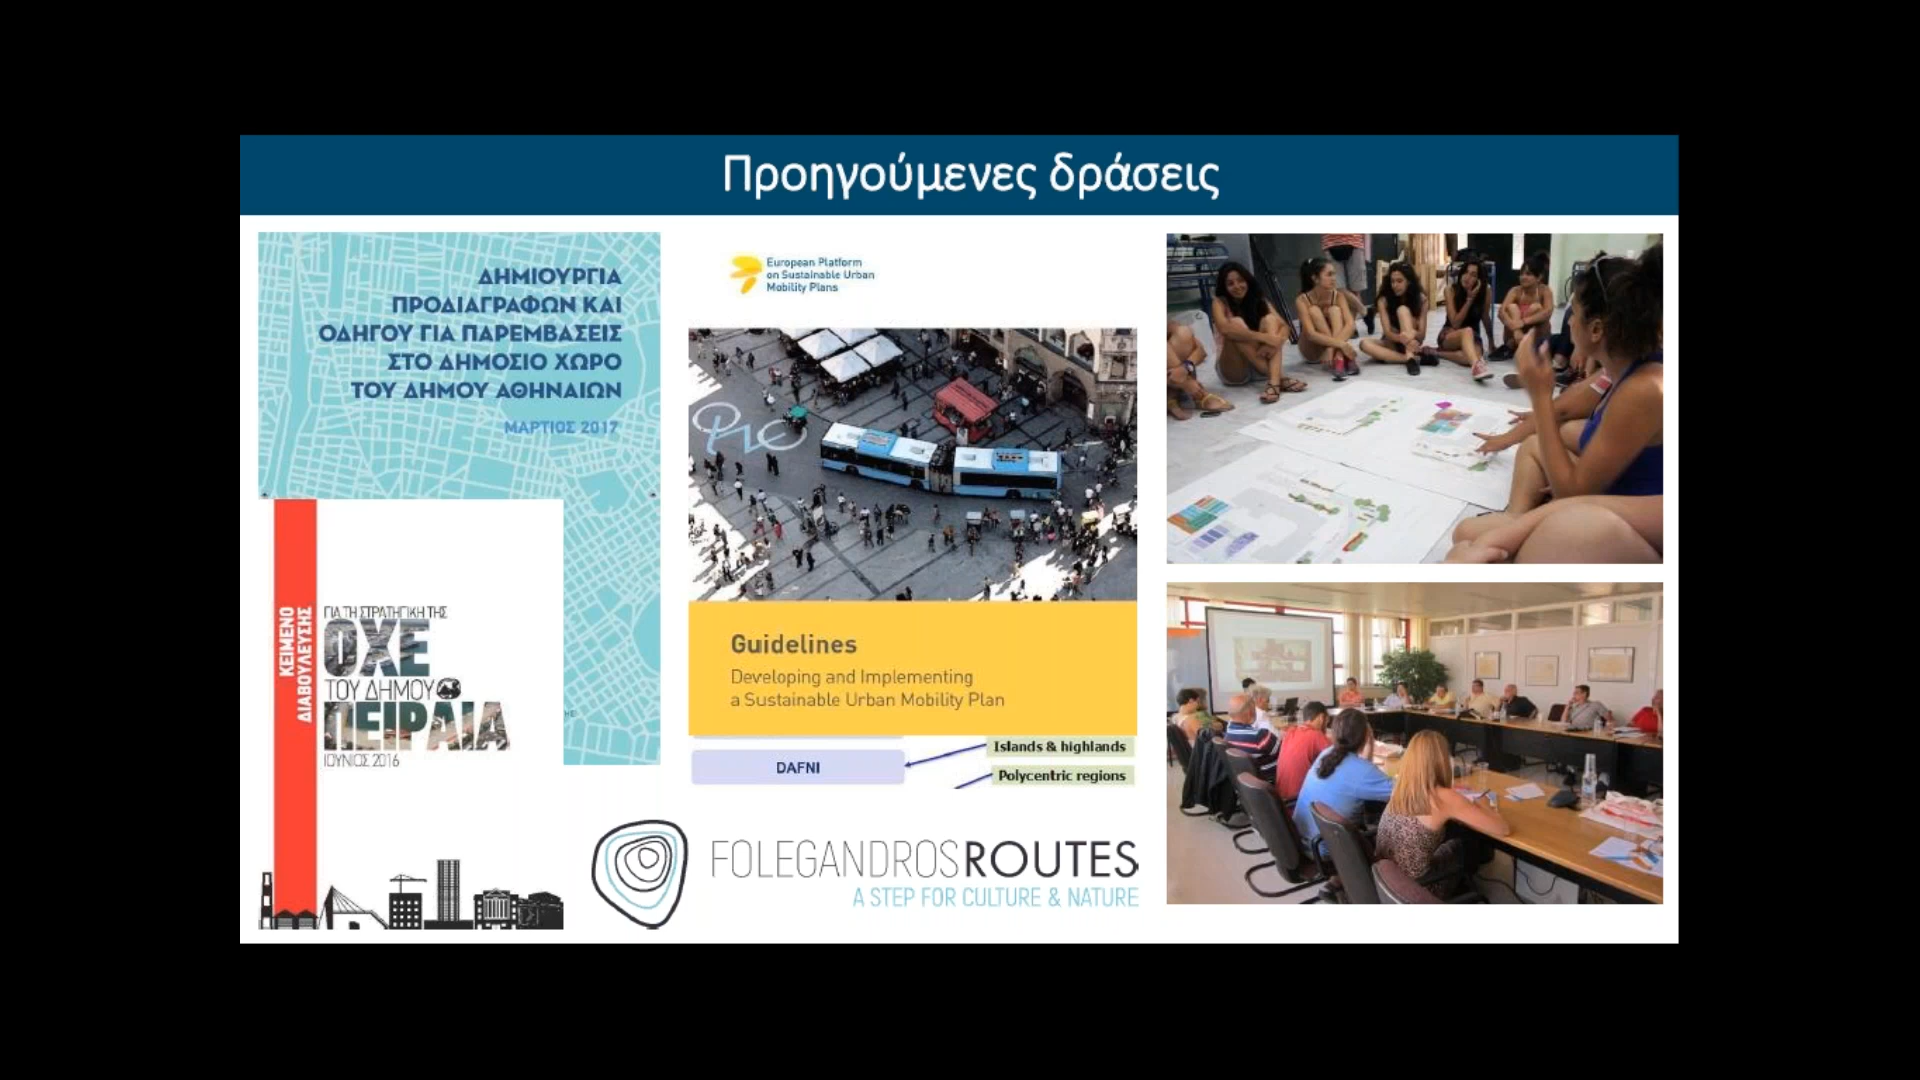 Προηγούμενες δράσεις
ΔΗΜΙΟΥΡΓΙΑ
ΠΡΟΔΙΑΓΡΑΦΩΝ ΚΑΙ
ΟΔΗΓΟΥ ΓΙΑ ΠΑΡΕΜΒΑΣΕΙΣ
ΣΤΟ ΔΗΜΟΣΙΟ ΧΩΡΟ
ΤΟΥ ΔΗΜΟΥ ΑΘΗΝΑΙΩΝ
ΜΑΡΤΙΟΣ 2017
ΚΕΙΜΕΝΟ
ΔΙΑΒΟΥΛΕΥΣΗΣ
ΓΙΑ ΤΗ ΣΤΡΑΤΗΓΙΚΗ ΤΗΣ
ΟΧΕ
ΤΟΥ ΔΗΜΟΥ
ΠΕΙΡΑΙΑ
ΙΟΥΝΙΟΣ 2016
European Platform
on Sustainable Urban
Mobility Plans
Guidelines
Developing and Implementing
a Sustainable Urban Mobility Plan
Islands & highlands
DAFNI
Polycentric regions
FOLEGANDROSROUTES
A STEP FOR CULTURE & NATURE